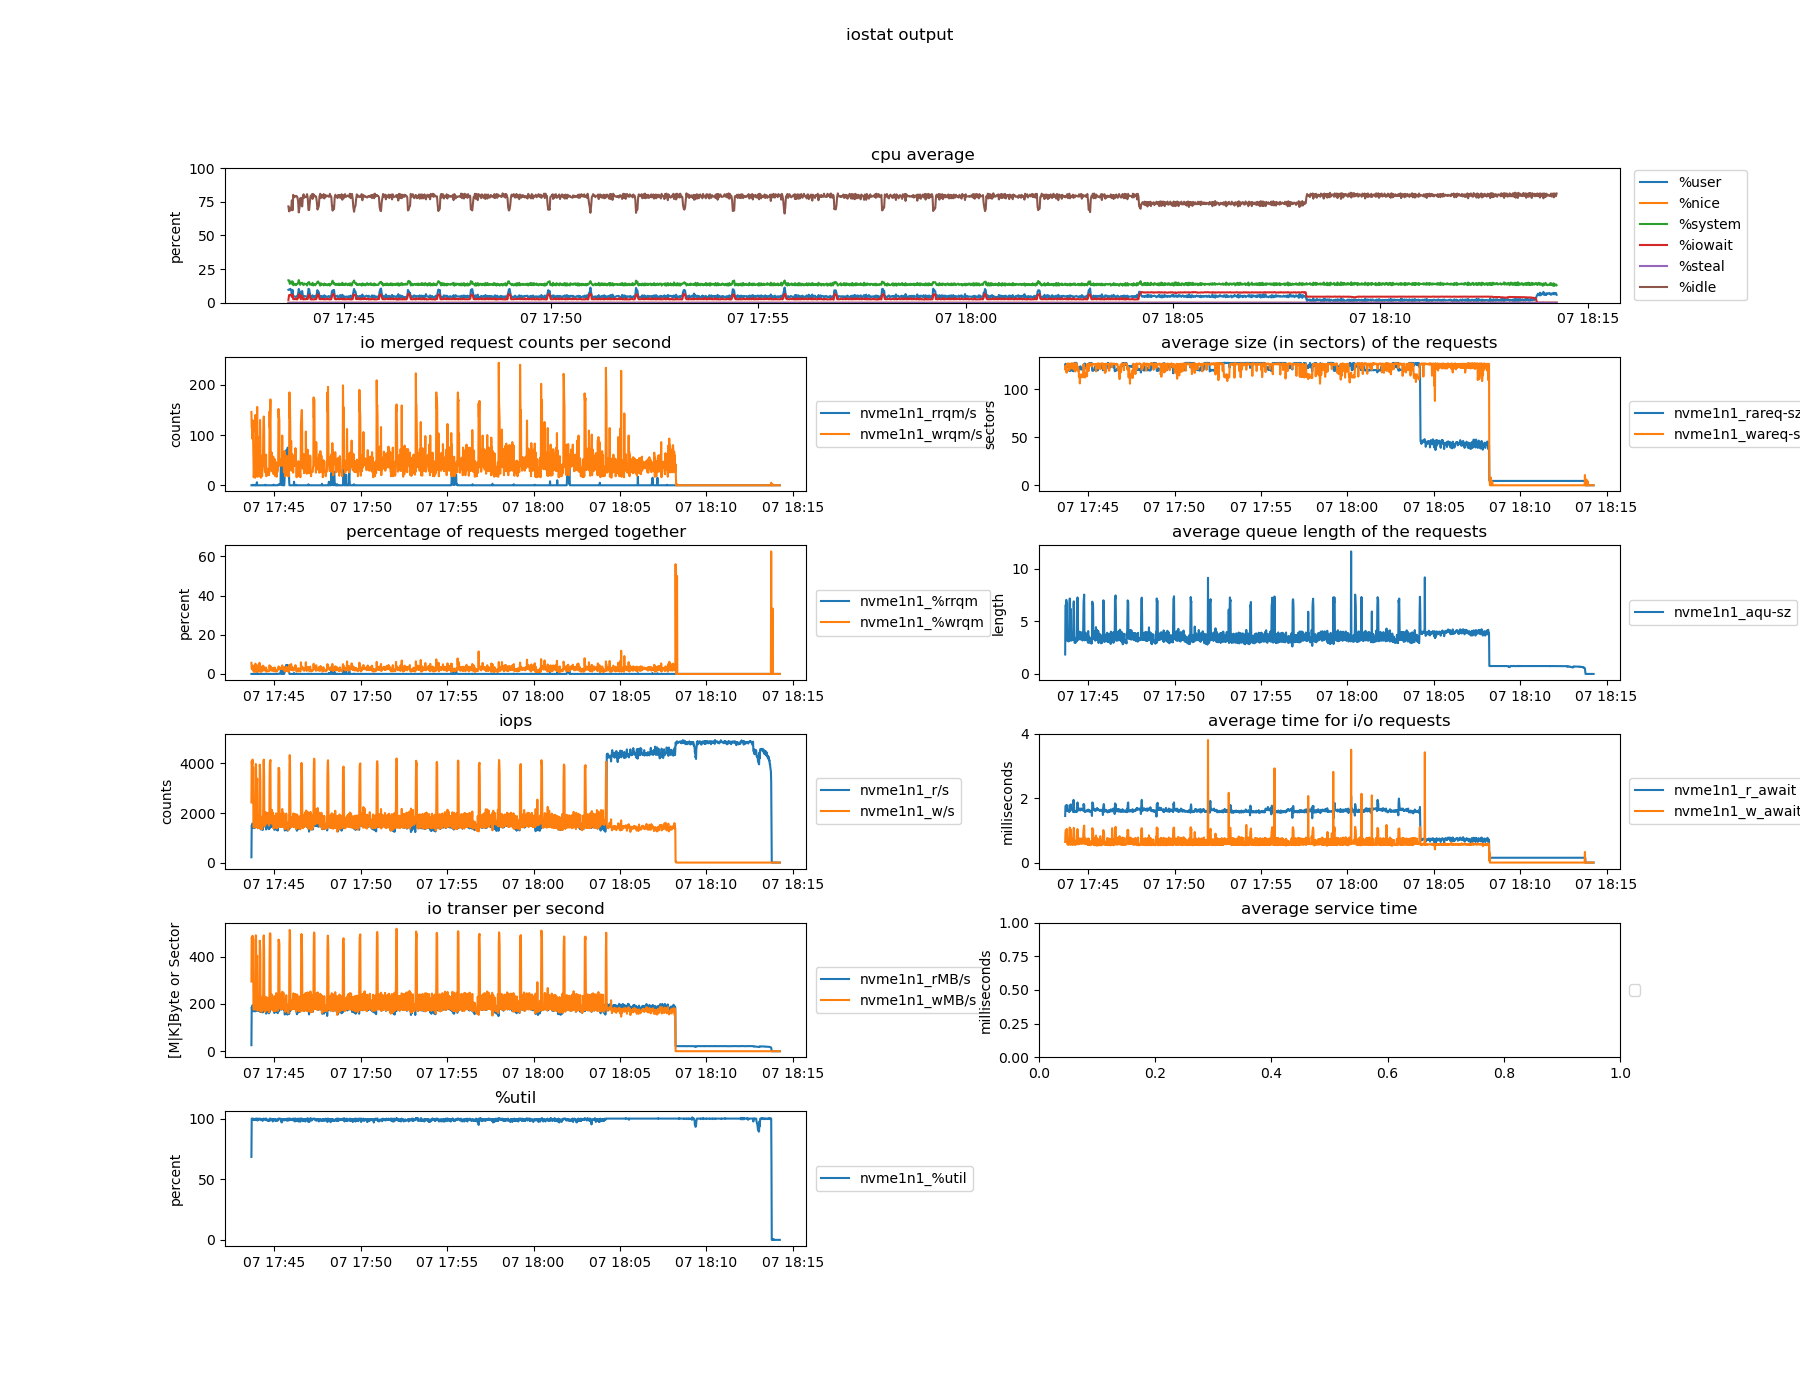 iostat output
cpu average
percent
100
75
50
25
0
07 17:45 07 17:50 07 17:55 07 18:00 07 18:05 07 18:10 07 18:15
%user
%nice
%system
%iowait
%steal
%idle
io merged request counts per second
counts
200
100
0
07 17:45 07 17:50 07 17:55 07 18:00 07 18:05 07 18:10 07 18:15
nvme1n1_rrqm/s
nvme1n1_wrqm/s
average size (in sectors) of the requests
sectors
100
50
0
07 17:45 07 17:50 07 17:55 07 18:00 07 18:05 07 18:10 07 18:15
nvme1n1_rareq-sz
nvme1n1_wareq-s
percentage of requests merged together
percent
60
40
20
0
07 17:45 07 17:50 07 17:55 07 18:00 07 18:05 07 18:10 07 18:15
nvme1n1_%rrqm
nvme1n1_%wrqm
average queue length of the requests
length
10
5
0
07 17:45 07 17:50 07 17:55 07 18:00 07 18:05 07 18:10 07 18:15
nvme1n1_aqu-sz
iops
counts
4000
2000
0
07 17:45 07 17:50 07 17:55 07 18:00 07 18:05 07 18:10 07 18:15
nvme1n1_r/s
nvme1n1_w/s
average time for i/o requests
milliseconds
4
2
0
07 17:45 07 17:50 07 17:55 07 18:00 07 18:05 07 18:10 07 18:15
nvme1n1_r_await
nvme1n1_w_await
io transer per second
[M|K]Byte or Sector
400
200
0
07 17:45 07 17:50 07 17:55 07 18:00 07 18:05 07 18:10 07 18:15
nvme1n1_rMB/s
nvme1n1_wMB/s
average service time
milliseconds
1.00
0.75
0.50
0.25
0.00
0.0 0.2 0.4 0.6 0.8 1.0
%util
percent
100
50
0
07 17:45 07 17:50 07 17:55 07 18:00 07 18:05 07 18:10 07 18:15
nvme1n1_%util